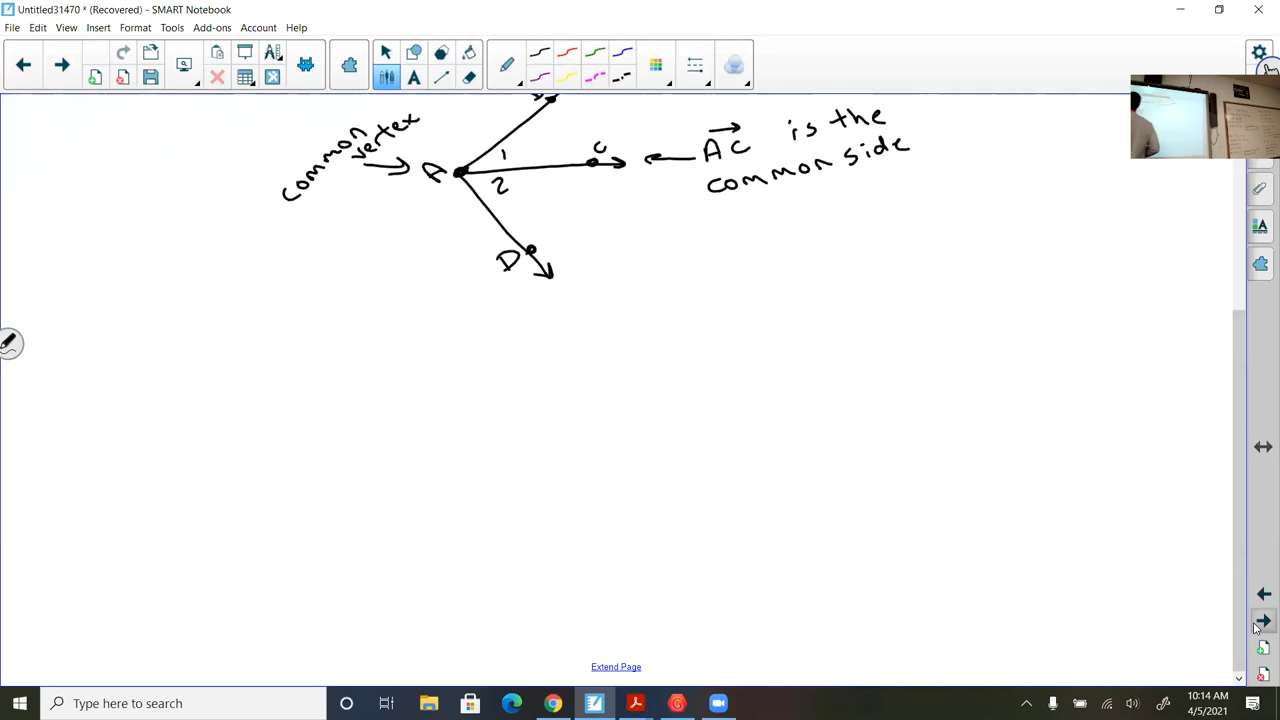 Untitled31470 * (Recovered) - SMART Notebook
File Edit View Insert Format Tools Add-ons Account Help
common vertex
A
1
2
C
D
AC is the
common side
Extend Page
Type here to search
10:14 AM
4/5/2021